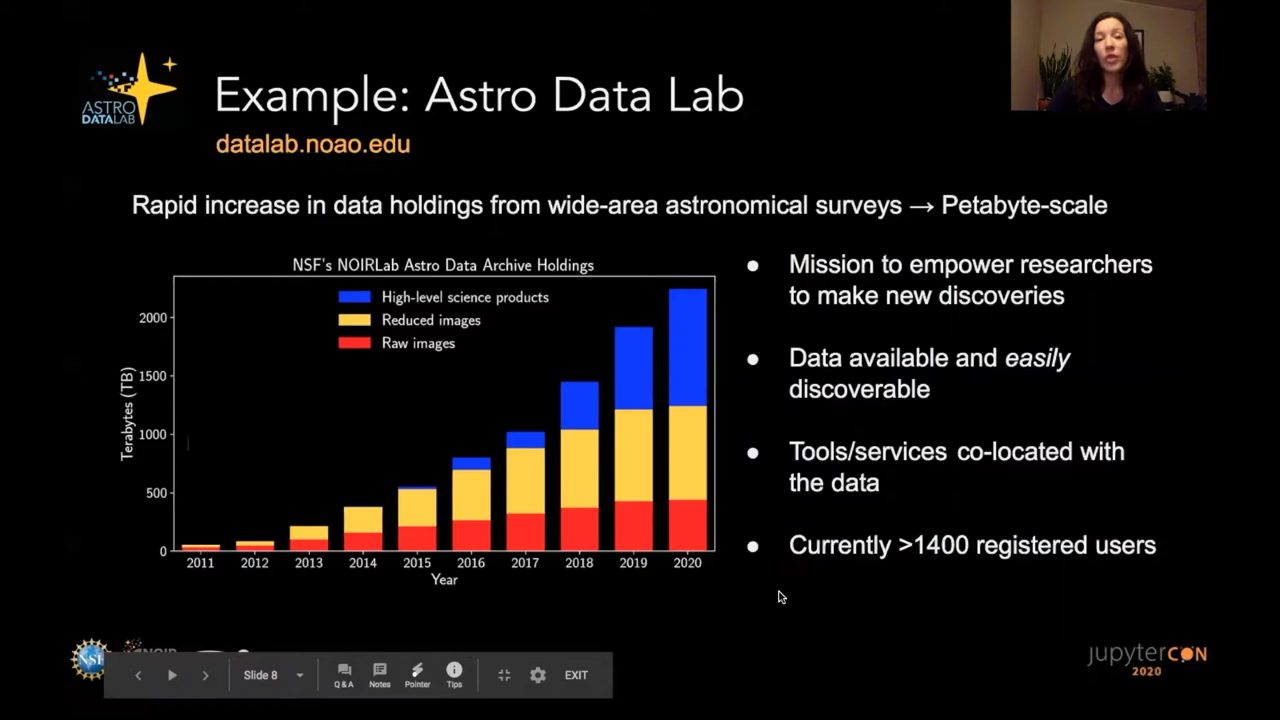 ASTRO
DATALAB
Example: Astro Data Lab
datalab.noao.edu
Rapid increase in data holdings from wide-area astronomical surveys → Petabyte-scale
NSF's NOIRLab Astro Data Archive Holdings
High-level science products
Reduced images
Raw images
Terabytes (TB)
2000
1500
1000
500
0
2011 2012 2013 2014 2015 2016 2017 2018 2019 2020
Year
● Mission to empower researchers
to make new discoveries
● Data available and easily
discoverable
● Tools/services co-located with
the data
● Currently >1400 registered users
NSF
Slide 8
Q & A
Notes
Pointer
Tips
EXIT
jupytercon
2020